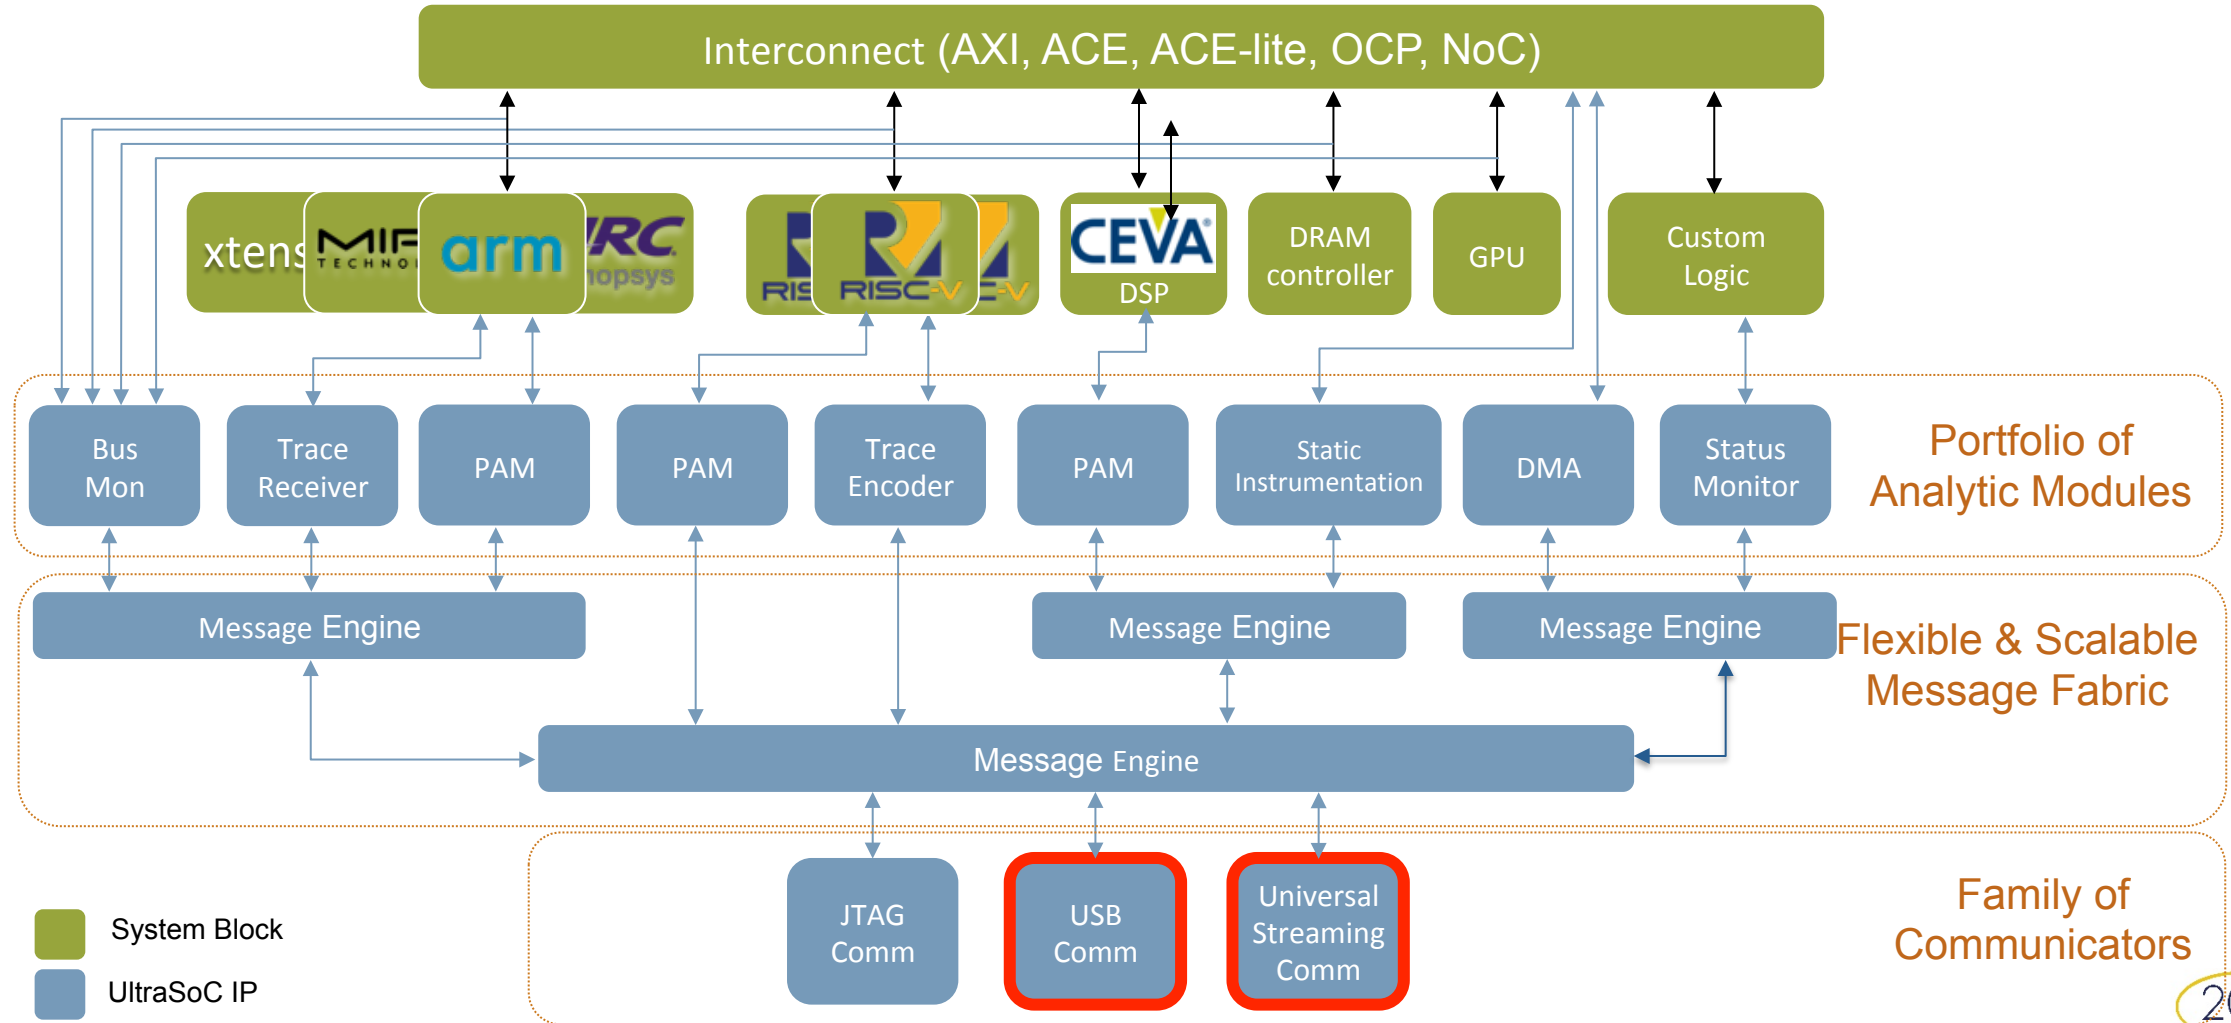 Interconnect (AXI, ACE, ACE-lite, OCP, NoC)
xtens
TECHNO
arm
RISC-V
CEVA
DSP
DRAM
controller
GPU
Custom
Logic
Bus
Mon
Trace
Receiver
PAM
PAM
Trace
Encoder
PAM
Static
Instrumentation
DMA
Status
Monitor
Portfolio of
Analytic Modules
Message Engine
Message Engine
Message Engine
Flexible & Scalable
Message Fabric
Message Engine
JTAG
Comm
USB
Comm
Universal
Streaming
Comm
Family of
Communicators
System Block
UltraSoC IP